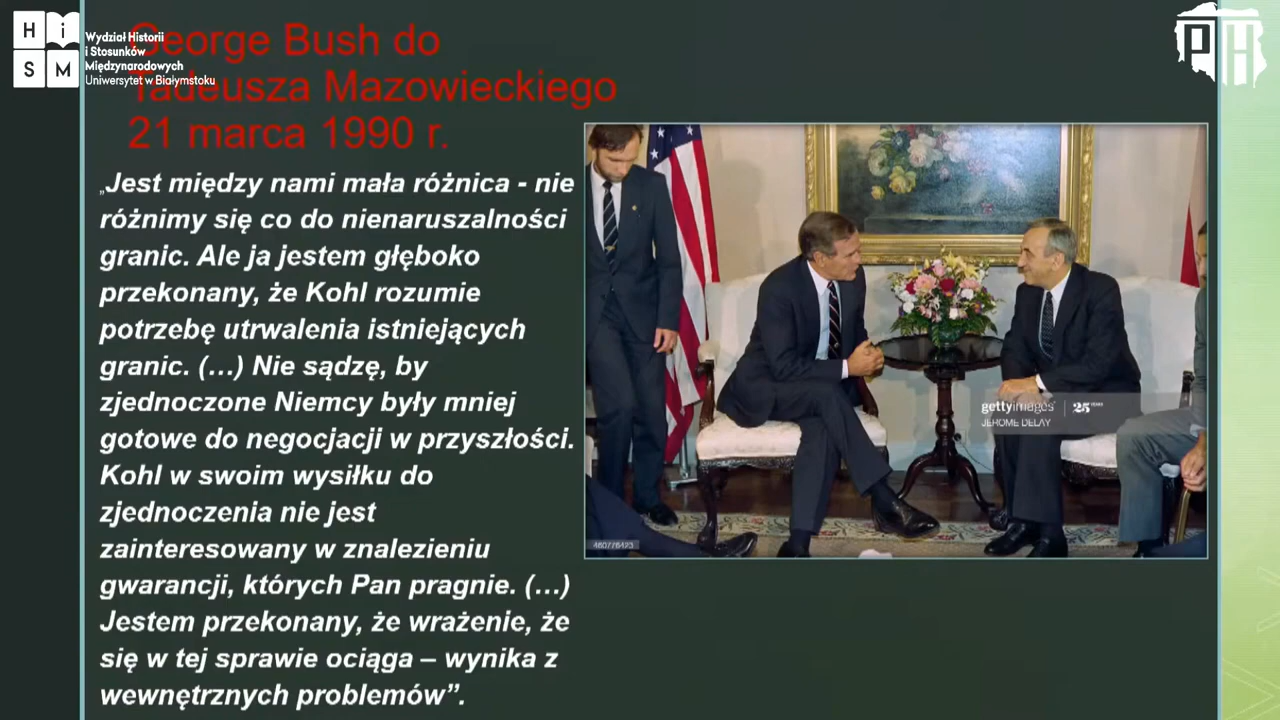 Hi
SM
Wydział Historii
i Stosunków
Międzynarodowych
Uniwersytet w Białymstoku
PH
George Bush do
Tadeusza Mazowieckiego
21 marca 1990 r.
„Jest między nami mała różnica - nie
różnimy się co do nienaruszalności
granic. Ale ja jestem głęboko
przekonany, że Kohl rozumie
potrzebę utrwalenia istniejących
granic. (…) Nie sądzę, by
zjednoczone Niemcy były mniej
gotowe do negocjacji w przyszłości.
Kohl w swoim wysiłku do
zjednoczenia nie jest
zainteresowany w znalezieniu
gwarancji, których Pan pragnie. (…)
Jestem przekonany, że wrażenie, że
się w tej sprawie ociąga – wynika z
wewnętrznych problemów”.
gettyimages® 25 YEARS
JEROME DELAY
460776423